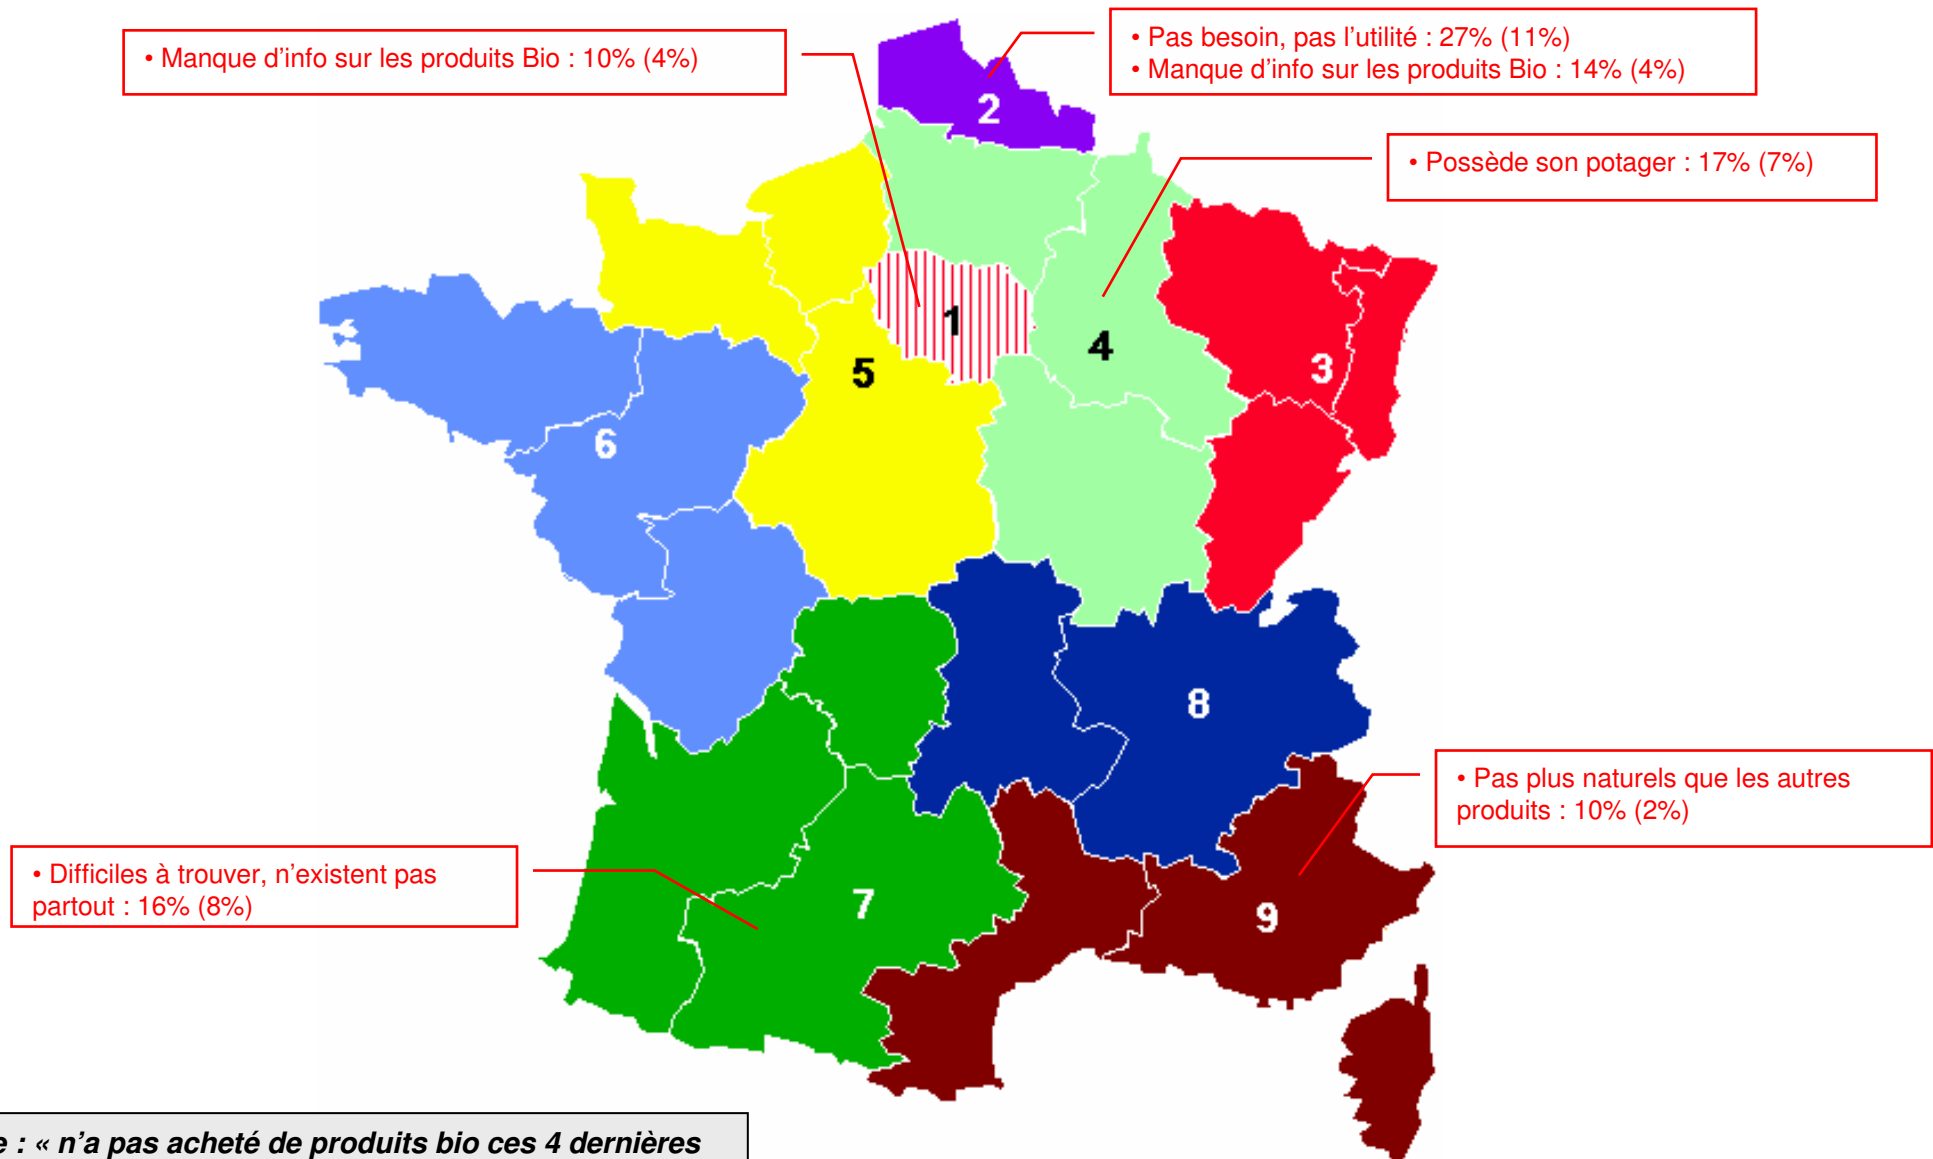 • Manque d'info sur les produits Bio : 10% (4%)
• Pas besoin, pas l'utilité : 27% (11%)
• Manque d'info sur les produits Bio : 14% (4%)
2
• Possède son potager : 17% (7%)
1
4
5
3
6
8
• Pas plus naturels que les autres
produits : 10% (2%)
• Difficiles à trouver, n'existent pas
partout : 16% (8%)
7
9
e : « n'a pas acheté de produits bio ces 4 dernières